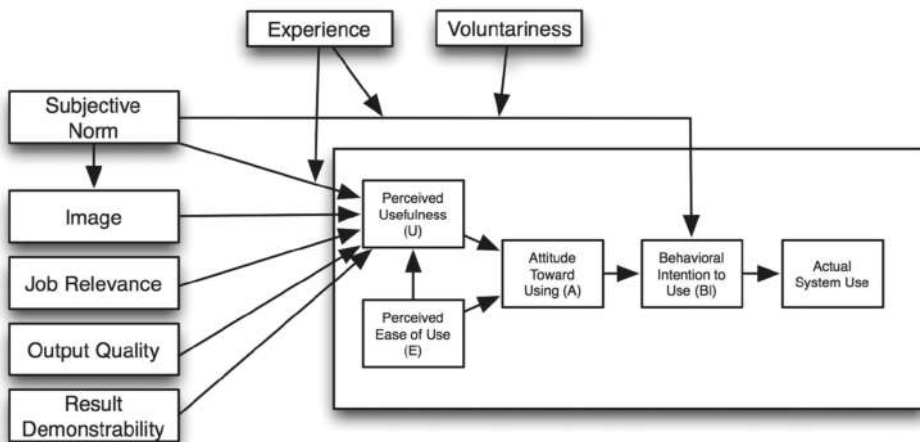 Experience
Voluntariness
Subjective
Norm
Image
Job Relevance
Output Quality
Result
Demonstrability
Perceived
Usefulness
(U)
Perceived
Ease of Use
(E)
Attitude
Toward
Using (A)
Behavioral
Intention to
Use (BI)
Actual
System Use